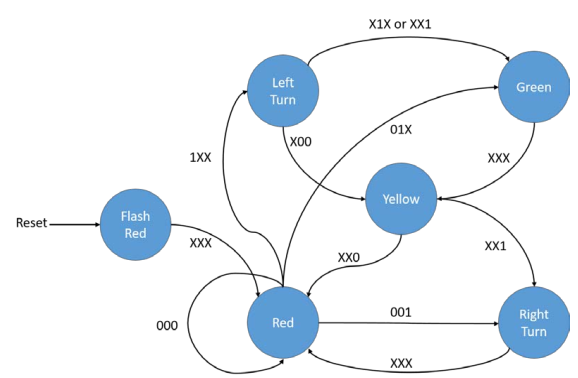 X1X or XX1
Left
Turn
Green
01X
X00
1XX
XXX
Yellow
Flash
Red
Reset
XXX
XX0
XX1
Red
001
Right
Turn
000
XXX